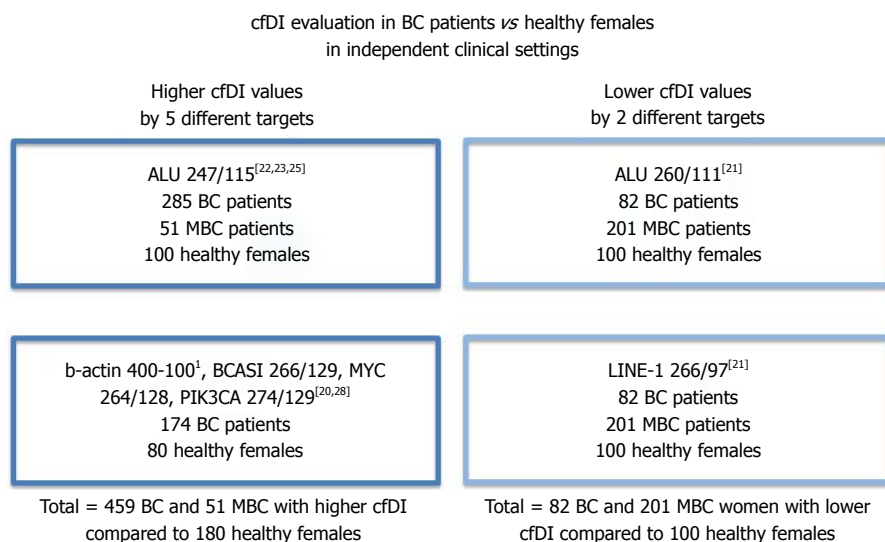 cfDI evaluation in BC patients vs healthy females
in independent clinical settings
Higher cfDI values
by 5 different targets
ALU 247/115[22,23,25]
285 BC patients
51 MBC patients
100 healthy females
b-actin 400-100¹, BCASI 266/129, MYC
264/128, PIK3CA 274/129[20,28]
174 BC patients
80 healthy females
Total = 459 BC and 51 MBC with higher cfDI
compared to 180 healthy females
Lower cfDI values
by 2 different targets
ALU 260/111[21]
82 BC patients
201 MBC patients
100 healthy females
LINE-1 266/97[21]
82 BC patients
201 MBC patients
100 healthy females
Total = 82 BC and 201 MBC women with lower
cfDI compared to 100 healthy females